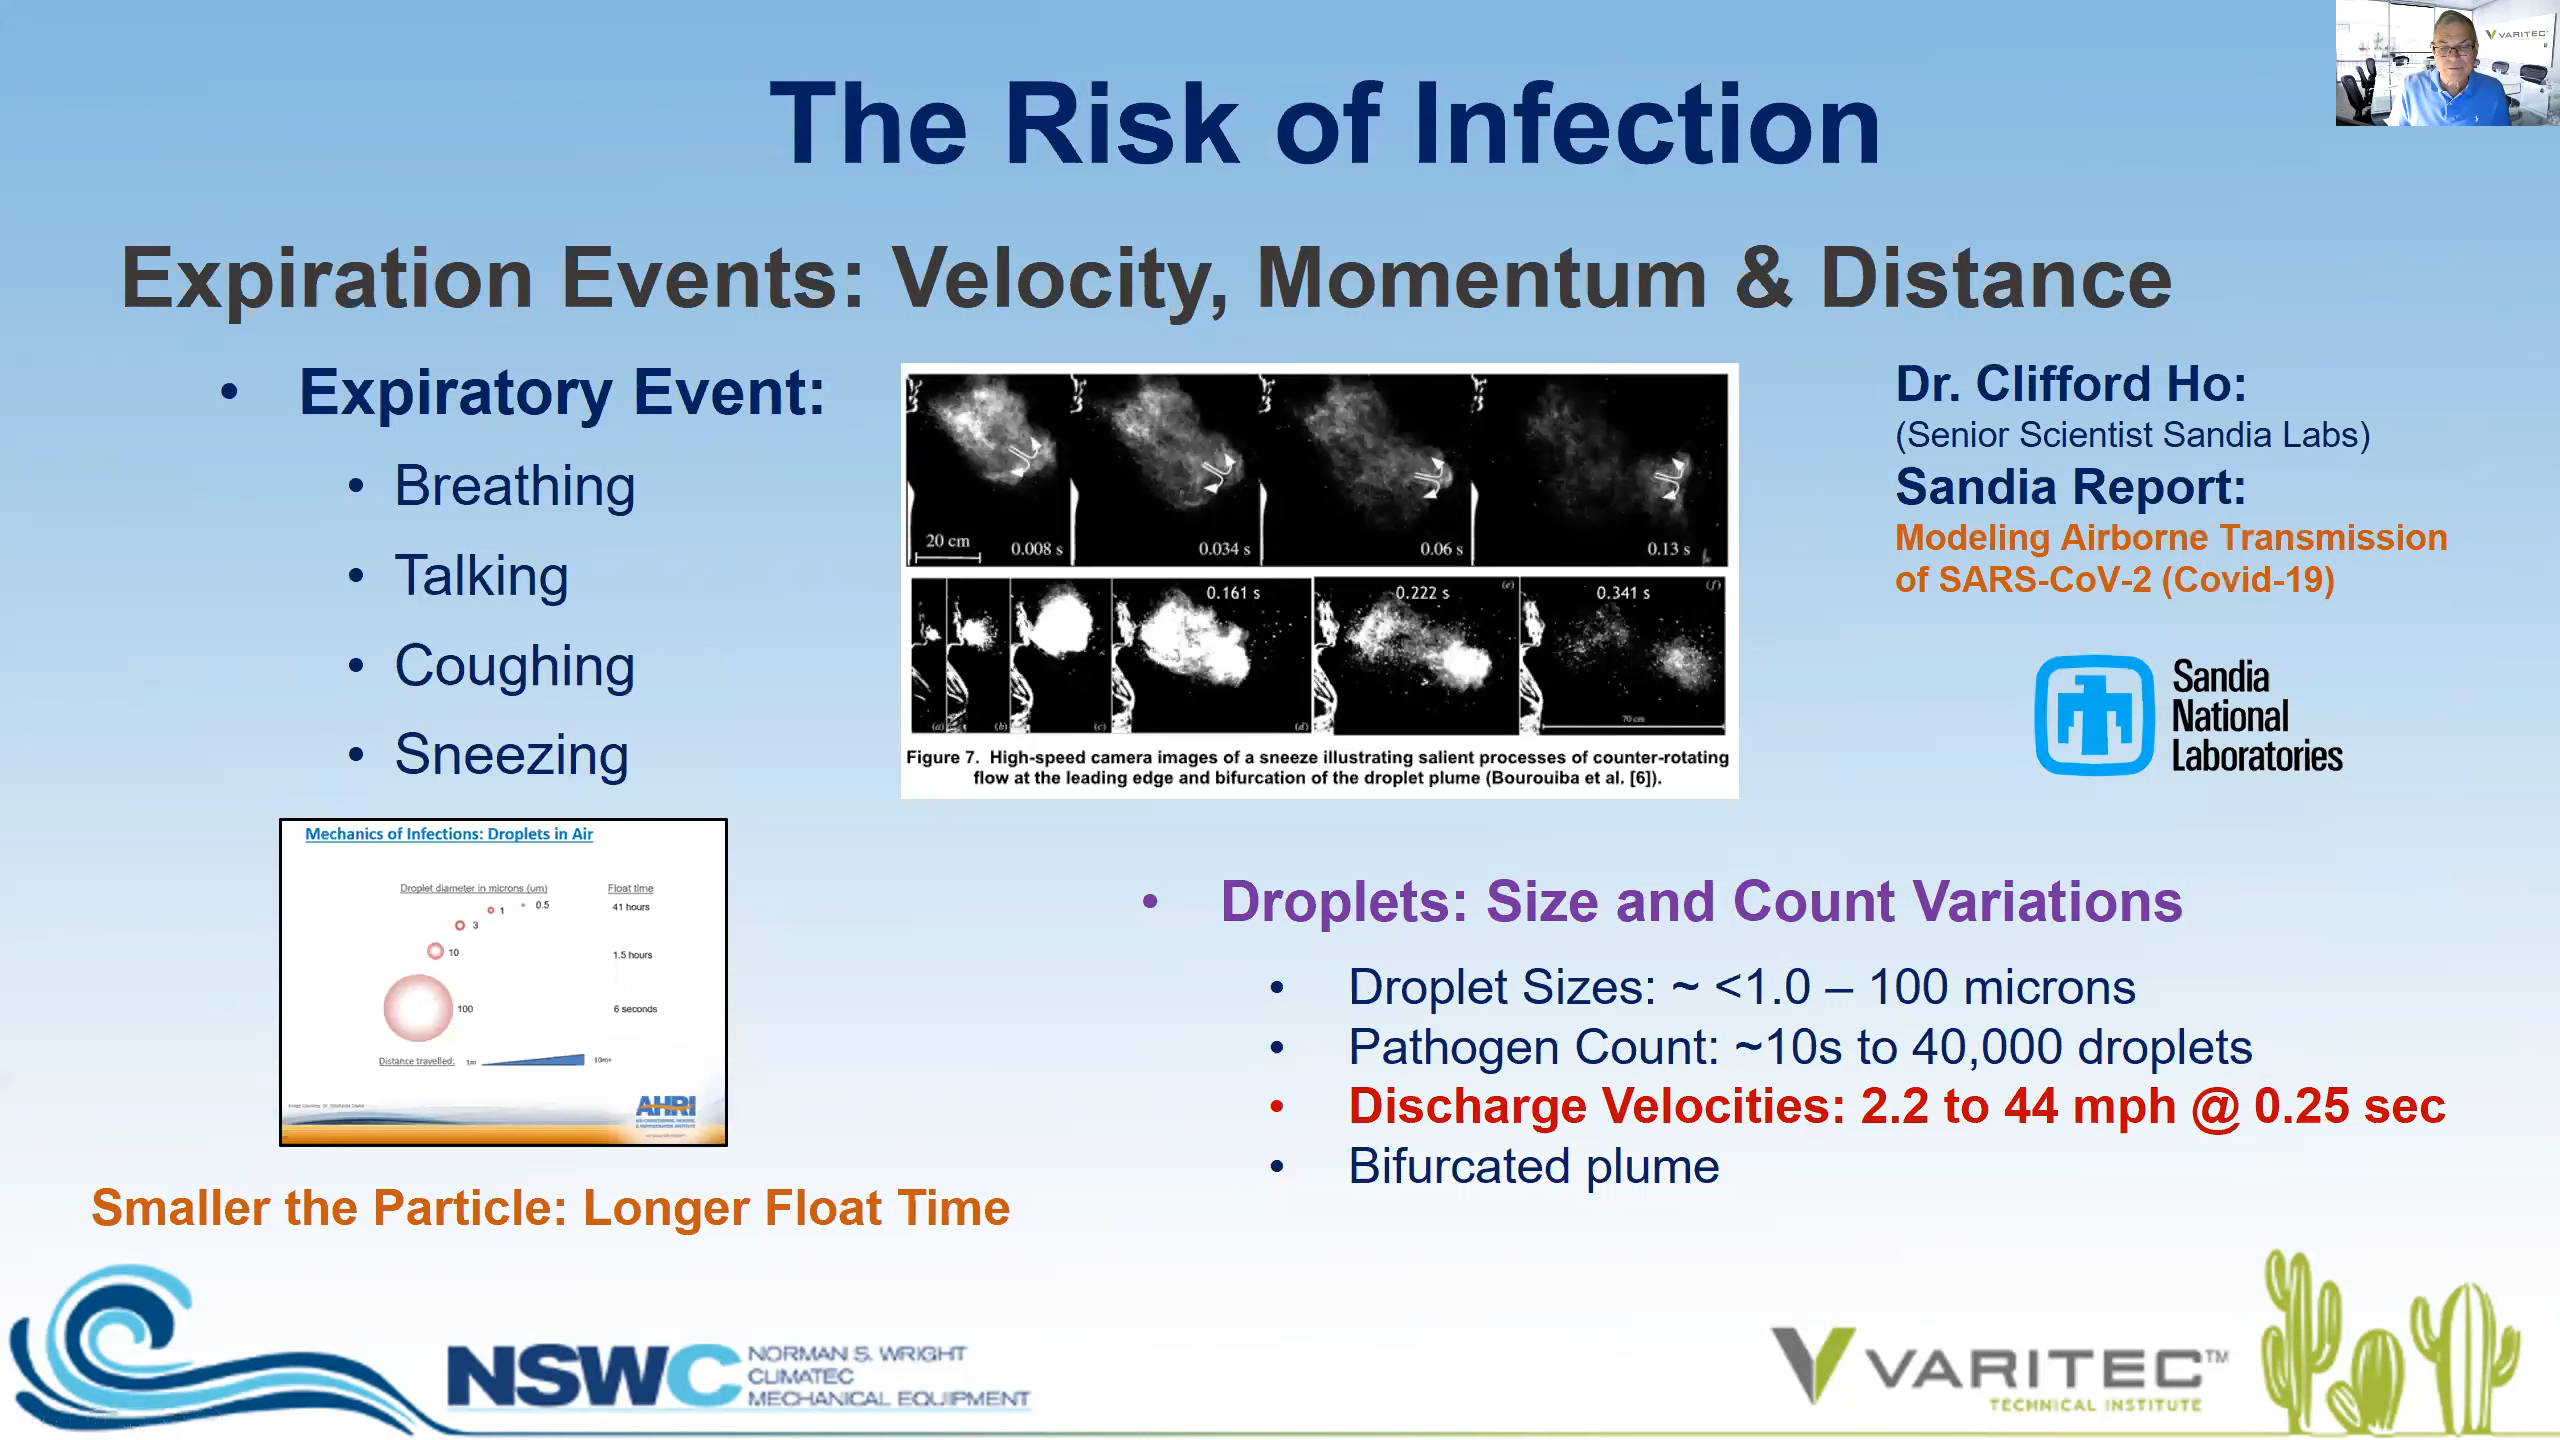 VARITEC
The Risk of Infection
Expiration Events: Velocity, Momentum & Distance
• Expiratory Event:
• Breathing
• Talking
• Coughing
• Sneezing
20 cm
0.008 s
0.034 s
0.06 s
0.13 s
0.161 s
0.222 s
0.341 s
(a)
(b)
(c)
(d)
(e)
(f)
70 cm
Figure 7. High-speed camera images of a sneeze illustrating salient processes of counter-rotating
flow at the leading edge and bifurcation of the droplet plume (Bourouiba et al. [6]).
Dr. Clifford Ho:
(Senior Scientist Sandia Labs)
Sandia Report:
Modeling Airborne Transmission
of SARS-CoV-2 (Covid-19)
Sandia
National
Laboratories
Mechanics of Infections: Droplets in Air
Droplet diameter in microns (um) Float time
1 0.5 41 hours
3
10 1.5 hours
100 6 seconds
Distance travelled: 1m 10m+
AHRI
Smaller the Particle: Longer Float Time
• Droplets: Size and Count Variations
• Droplet Sizes: ~ <1.0 – 100 microns
• Pathogen Count: ~10s to 40,000 droplets
• Discharge Velocities: 2.2 to 44 mph @ 0.25 sec
• Bifurcated plume
NSWC
NORMAN S. WRIGHT
CLIMATEC
MECHANICAL EQUIPMENT
VARITEC™
TECHNICAL INSTITUTE